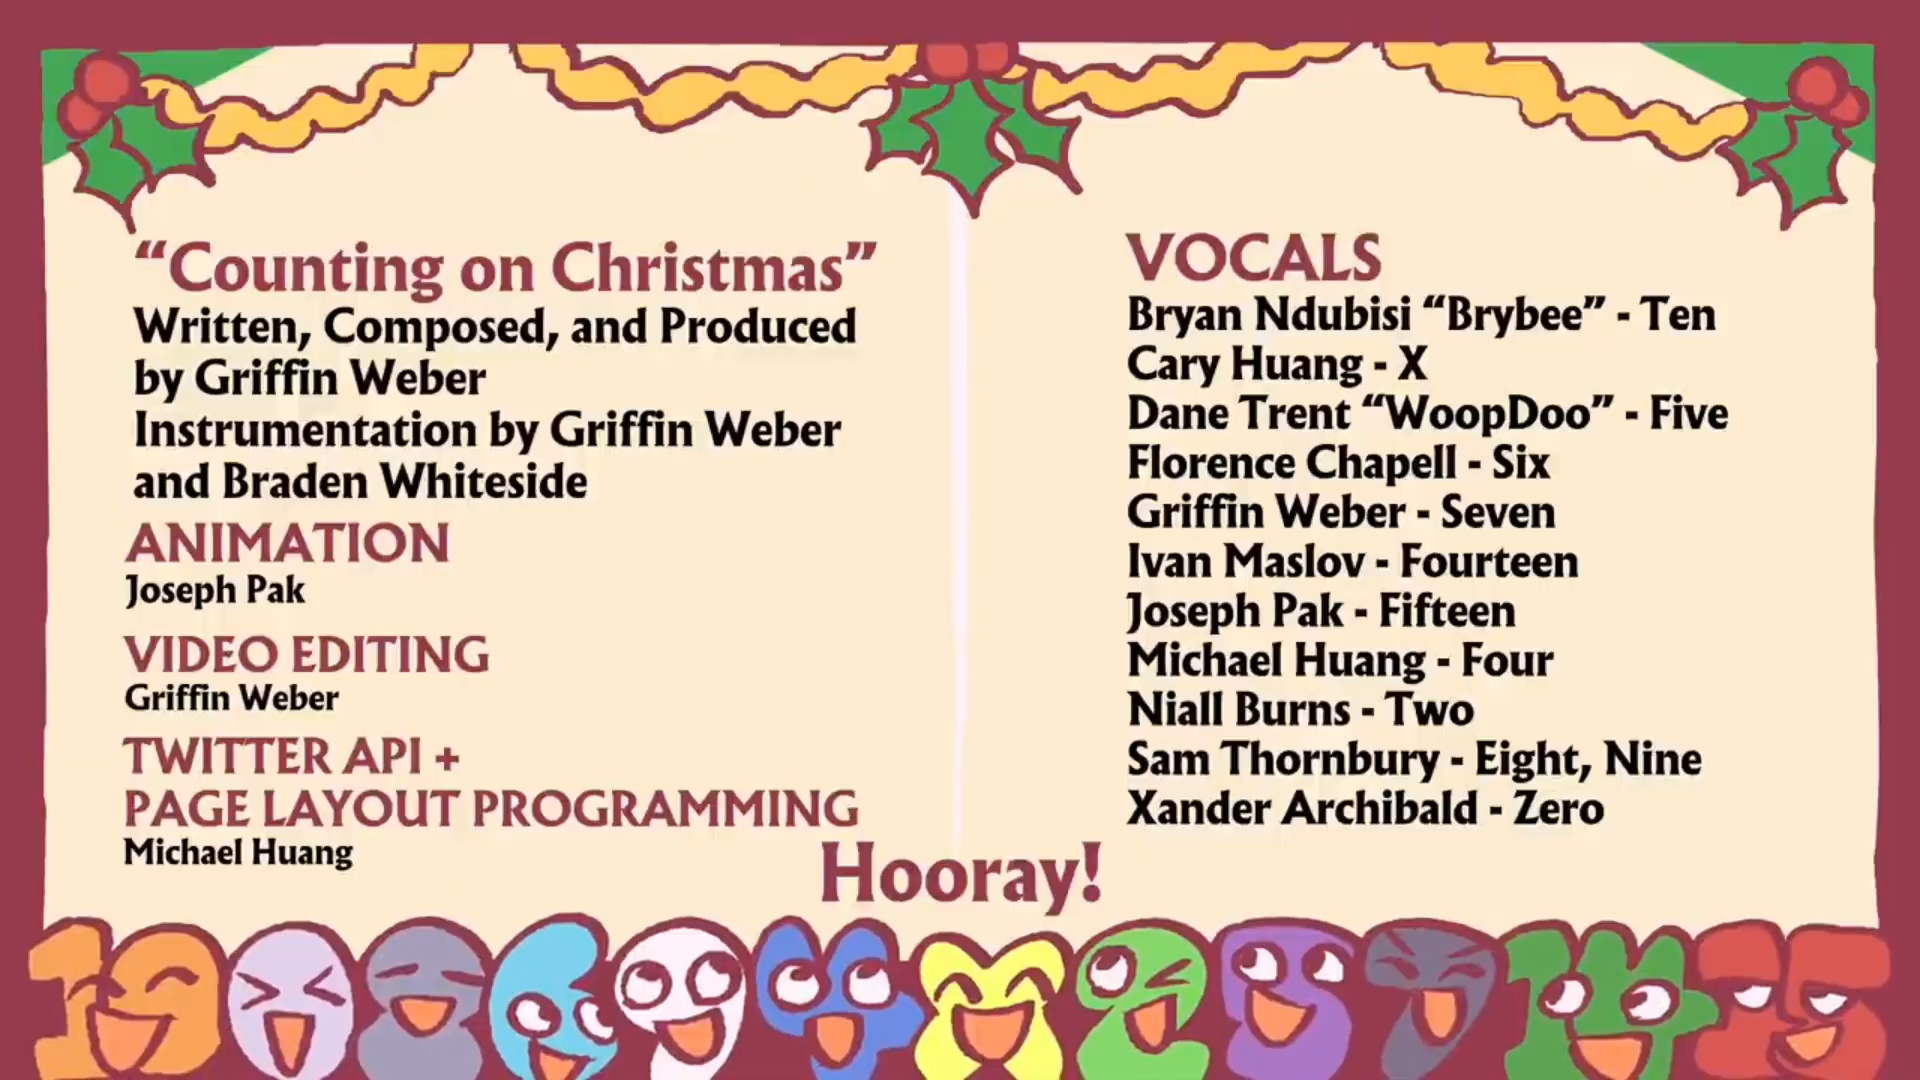 “Counting on Christmas”
Written, Composed, and Produced
by Griffin Weber
Instrumentation by Griffin Weber
and Braden Whiteside
ANIMATION
Joseph Pak
VIDEO EDITING
Griffin Weber
TWITTER API +
PAGE LAYOUT PROGRAMMING
Michael Huang
VOCALS
Bryan Ndubisi “Brybee” - Ten
Cary Huang - X
Dane Trent “WoopDoo” - Five
Florence Chapell - Six
Griffin Weber - Seven
Ivan Maslov - Fourteen
Joseph Pak - Fifteen
Michael Huang - Four
Niall Burns - Two
Sam Thornbury - Eight, Nine
Xander Archibald - Zero
Hooray!